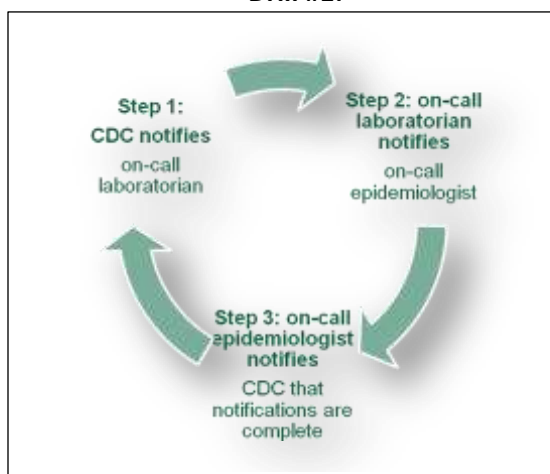 Step 1:
CDC notifies
on-call
laboratorian
Step 2: on-call
laboratorian
notifies
on-call
epidemiologist
Step 3: on-call
epidemiologist
notifies
CDC that
notifications are
complete